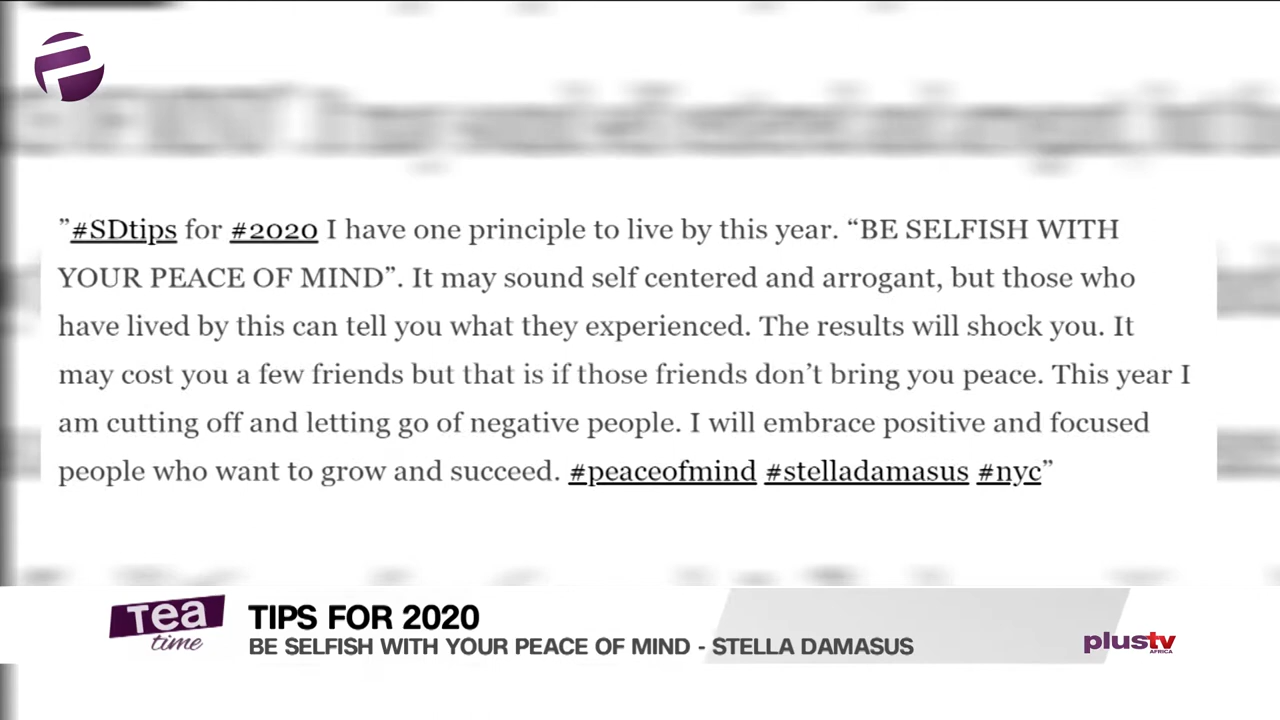 ”#SDtips for #2020 I have one principle to live by this year. “BE SELFISH WITH
YOUR PEACE OF MIND”. It may sound self centered and arrogant, but those who
have lived by this can tell you what they experienced. The results will shock you. It
may cost you a few friends but that is if those friends don’t bring you peace. This year I
am cutting off and letting go of negative people. I will embrace positive and focused
people who want to grow and succeed. #peaceofmind #stelladamasus #nyc”
Tea
time
TIPS FOR 2020
BE SELFISH WITH YOUR PEACE OF MIND - STELLA DAMASUS
plustv
AFRICA